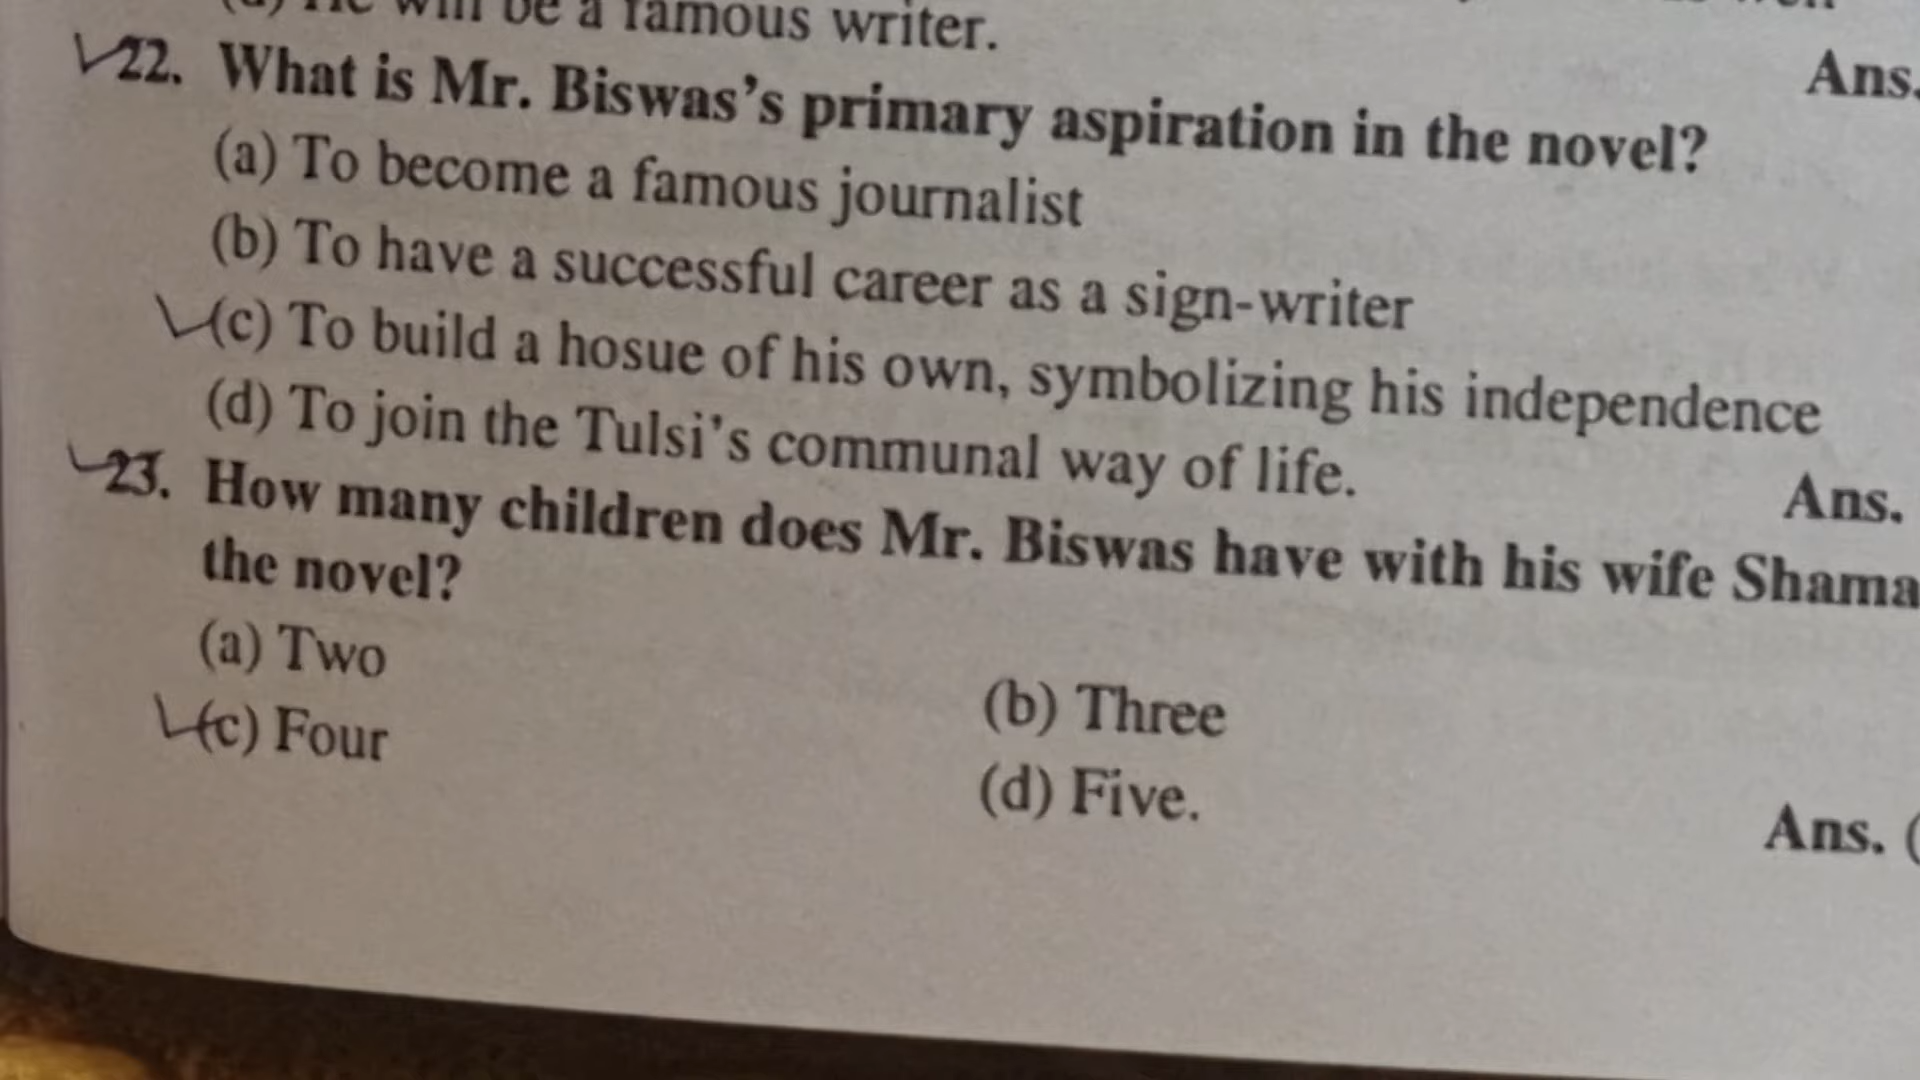 He will be a famous writer.
Ans.
22. What is Mr. Biswas's primary aspiration in the novel?
(a) To become a famous journalist
(b) To have a successful career as a sign-writer
(c) To build a hosue of his own, symbolizing his independence
(d) To join the Tulsi's communal way of life.
Ans.
23. How many children does Mr. Biswas have with his wife Shama
the novel?
(a) Two
(b) Three
(c) Four
(d) Five.
Ans. (